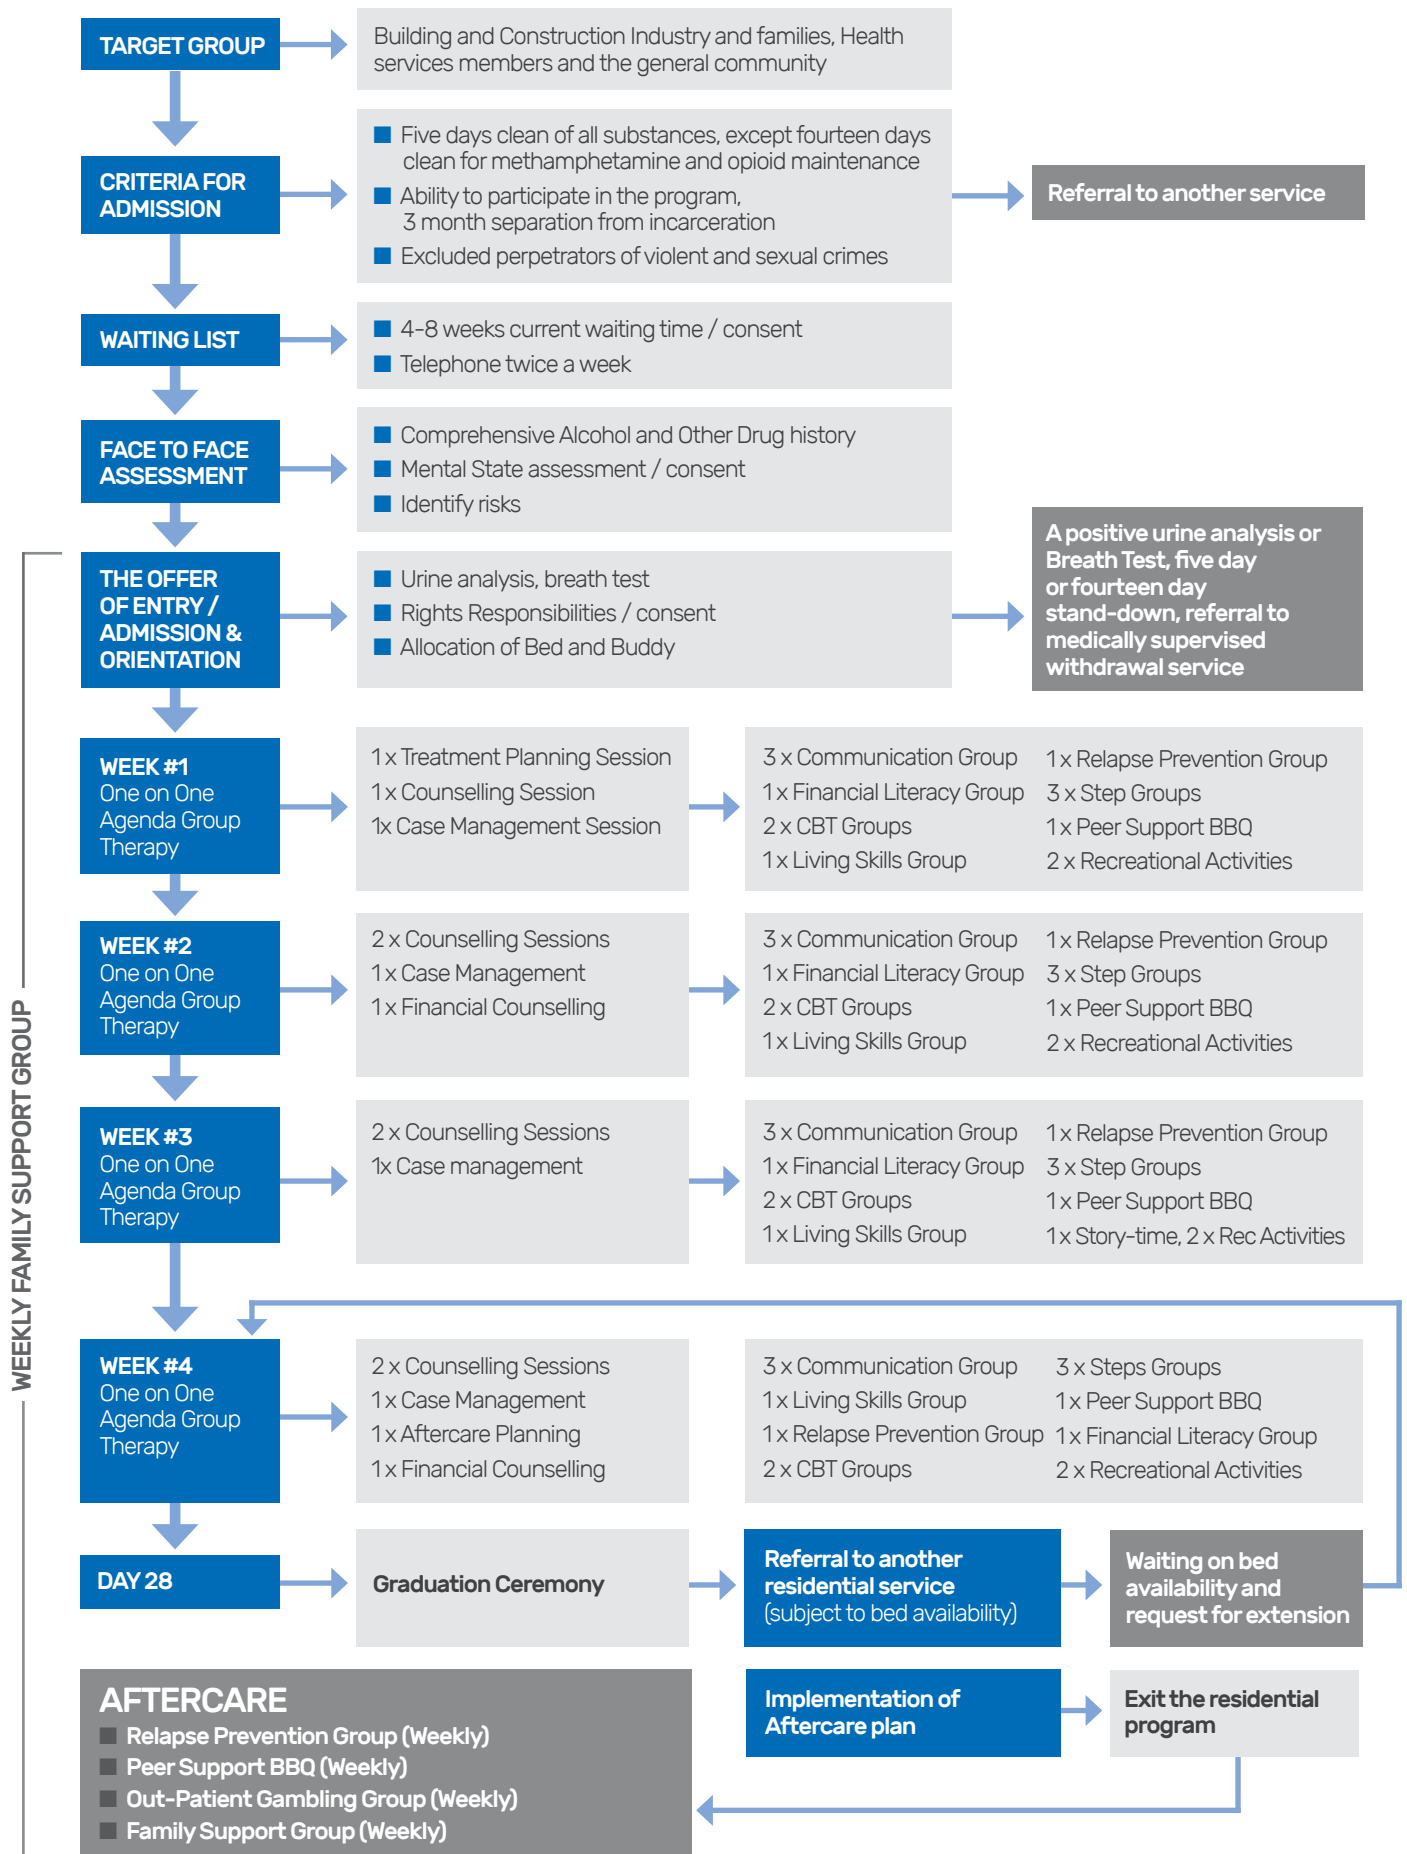 TARGET GROUP
Building and Construction Industry and families, Health
services members and the general community
CRITERIA FOR
ADMISSION
Five days clean of all substances, except fourteen days
clean for methamphetamine and opioid maintenance
Ability to participate in the program,
3 month separation from incarceration
Excluded perpetrators of violent and sexual crimes
Referral to another service
WAITING LIST
4-8 weeks current waiting time / consent
Telephone twice a week
FACE TO FACE
ASSESSMENT
Comprehensive Alcohol and Other Drug history
Mental State assessment / consent
Identify risks
WEEKLY FAMILY SUPPORT GROUP
THE OFFER
OF ENTRY /
ADMISSION &
ORIENTATION
Urine analysis, breath test
Rights Responsibilities / consent
Allocation of Bed and Buddy
A positive urine analysis or
Breath Test, five day
or fourteen day
stand-down, referral to
medically supervised
withdrawal service
WEEK #1
One on One
Agenda Group
Therapy
1 x Treatment Planning Session
1 x Counselling Session
1x Case Management Session
3 x Communication Group
1 x Financial Literacy Group
2 x CBT Groups
1 x Living Skills Group
1 x Relapse Prevention Group
3 x Step Groups
1 x Peer Support BBQ
2 x Recreational Activities
WEEK #2
One on One
Agenda Group
Therapy
2 x Counselling Sessions
1 x Case Management
1 x Financial Counselling
3 x Communication Group
1 x Financial Literacy Group
2 x CBT Groups
1 x Living Skills Group
1 x Relapse Prevention Group
3 x Step Groups
1 x Peer Support BBQ
2 x Recreational Activities
WEEK #3
One on One
Agenda Group
Therapy
2 x Counselling Sessions
1x Case management
3 x Communication Group
1 x Financial Literacy Group
2 x CBT Groups
1 x Living Skills Group
1 x Relapse Prevention Group
3 x Step Groups
1 x Peer Support BBQ
1 x Story-time, 2 x Rec Activities
WEEK #4
One on One
Agenda Group
Therapy
2 x Counselling Sessions
1 x Case Management
1 x Aftercare Planning
1 x Financial Counselling
3 x Communication Group
1 x Living Skills Group
1 x Relapse Prevention Group
2 x CBT Groups
3 x Steps Groups
1 x Peer Support BBQ
1 x Financial Literacy Group
2 x Recreational Activities
DAY 28
Graduation Ceremony
Referral to another
residential service
(subject to bed availability)
Waiting on bed
availability and
request for extension
Implementation of
Aftercare plan
Exit the residential
program
AFTERCARE
Relapse Prevention Group (Weekly)
Peer Support BBQ (Weekly)
Out-Patient Gambling Group (Weekly)
Family Support Group (Weekly)